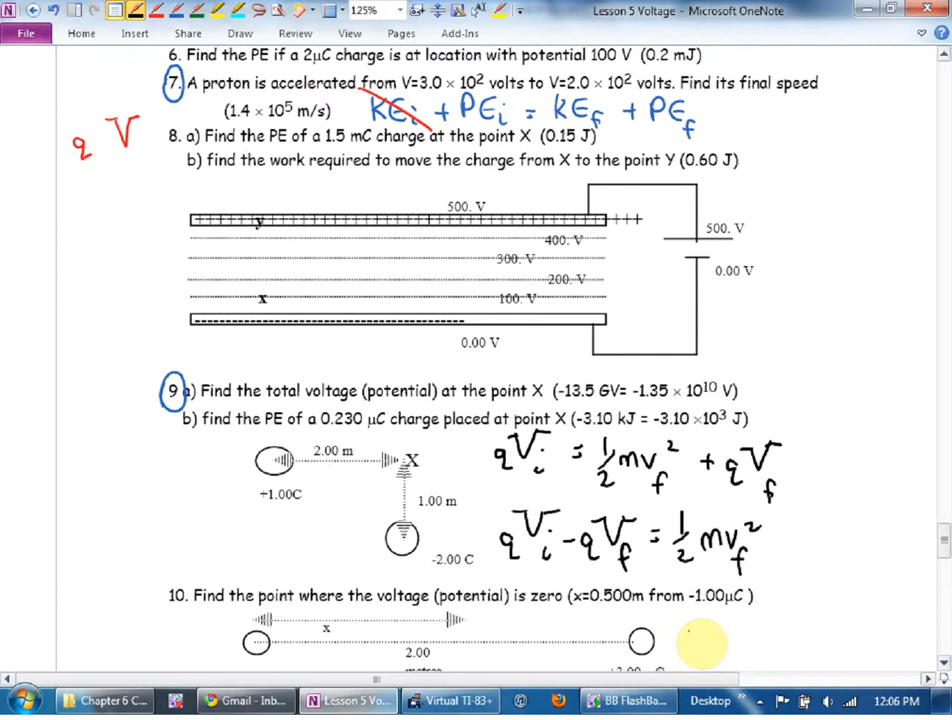 125%
Lesson 5 Voltage - Microsoft OneNote
File Home Insert Share Draw Review View Pages Add-Ins
6. Find the PE if a 2μC charge is at location with potential 100 V (0.2 mJ)
7. A proton is accelerated from V=3.0 × 10² volts to V=2.0 × 10² volts. Find its final speed
(1.4 × 10⁵ m/s) KEi + PEi = KEf + PEf
q V
8. a) Find the PE of a 1.5 mC charge at the point X (0.15 J)
b) find the work required to move the charge from X to the point Y (0.60 J)
500. V
y
+++
500. V
400. V
300. V
0.00 V
200. V
x
100. V
0.00 V
9 a) Find the total voltage (potential) at the point X (-13.5 GV= -1.35 × 10¹⁰ V)
b) find the PE of a 0.230 μC charge placed at point X (-3.10 kJ = -3.10 ×10³ J)
2.00 m
X
qVi = 1/2 mvf² + qVf
+1.00C
1.00 m
qVi - qVf = 1/2 mvf²
-2.00 C
10. Find the point where the voltage (potential) is zero (x=0.500m from -1.00μC )
x
2.00
Chapter 6 C... Gmail - Inb... Lesson 5 Vo... Virtual TI-83+ BB FlashBa... Desktop 12:06 PM